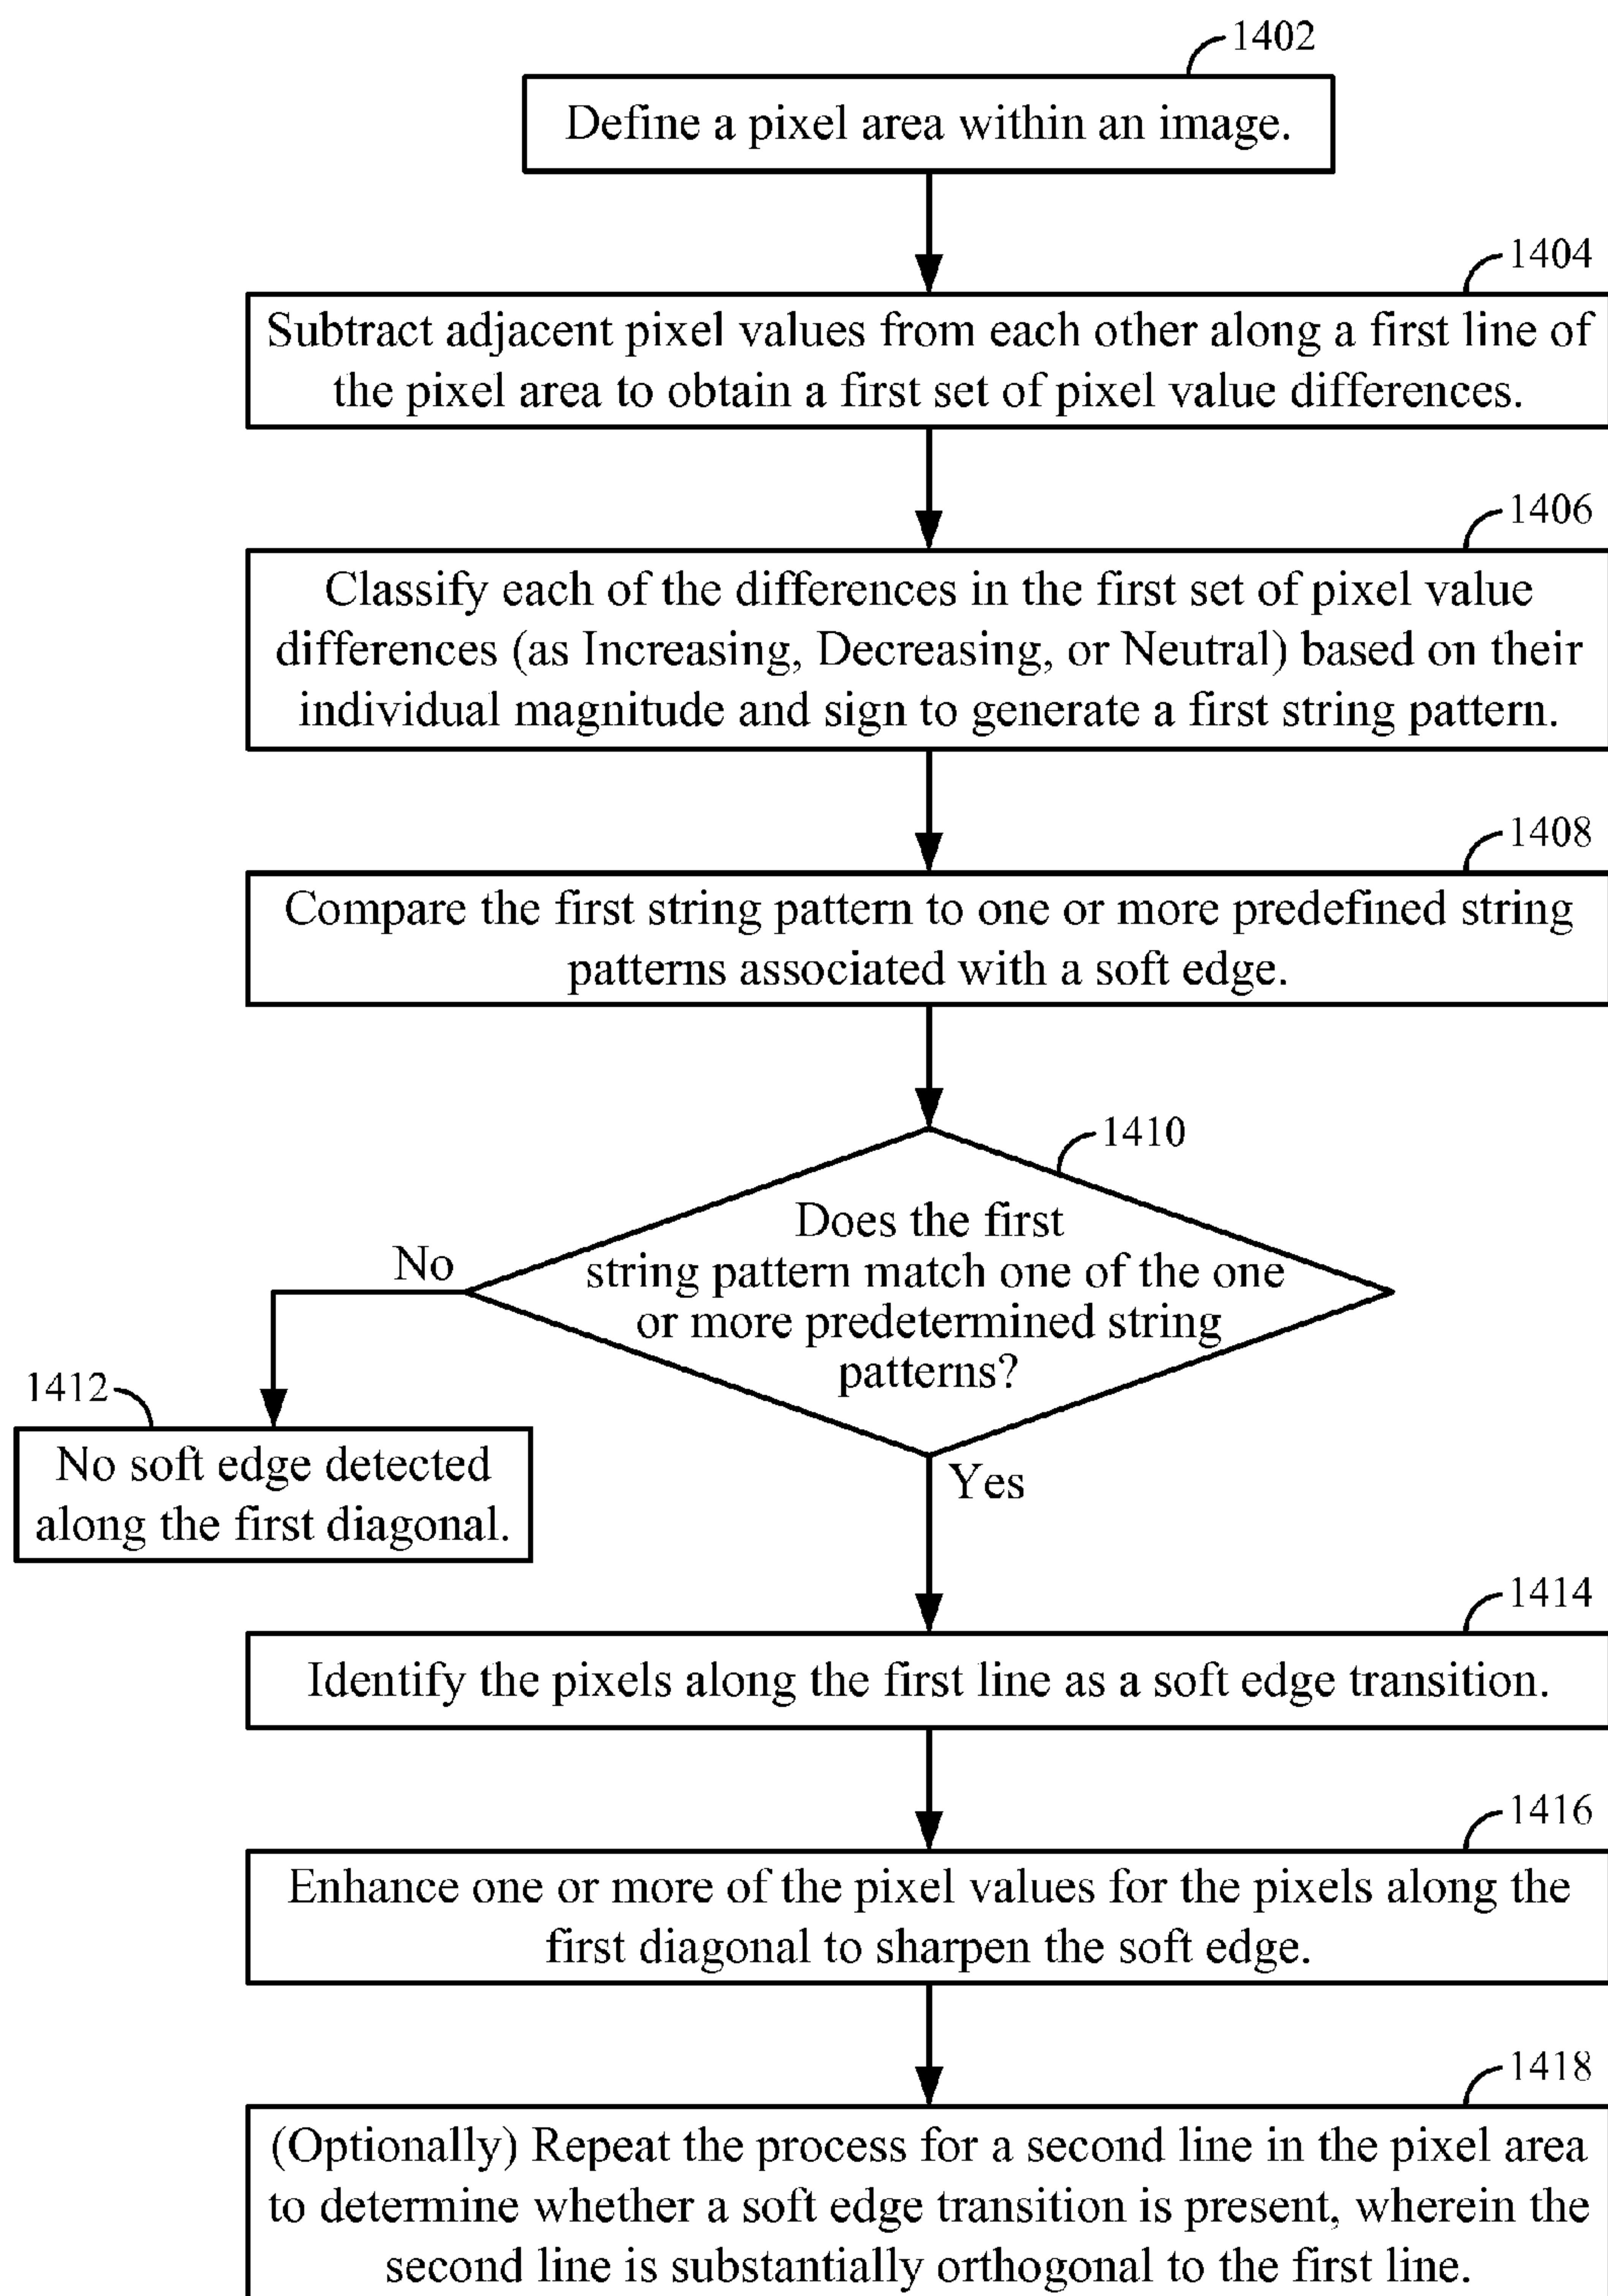 1402
Define a pixel area within an image.
1404
Subtract adjacent pixel values from each other along a first line of
the pixel area to obtain a first set of pixel value differences.
1406
Classify each of the differences in the first set of pixel value
differences (as Increasing, Decreasing, or Neutral) based on their
individual magnitude and sign to generate a first string pattern.
1408
Compare the first string pattern to one or more predefined string
patterns associated with a soft edge.
1410
Does the first
string pattern match one of the one
or more predetermined string
patterns?
No
1412
No soft edge detected
along the first diagonal.
Yes
1414
Identify the pixels along the first line as a soft edge transition.
1416
Enhance one or more of the pixel values for the pixels along the
first diagonal to sharpen the soft edge.
1418
(Optionally) Repeat the process for a second line in the pixel area
to determine whether a soft edge transition is present, wherein the
second line is substantially orthogonal to the first line.